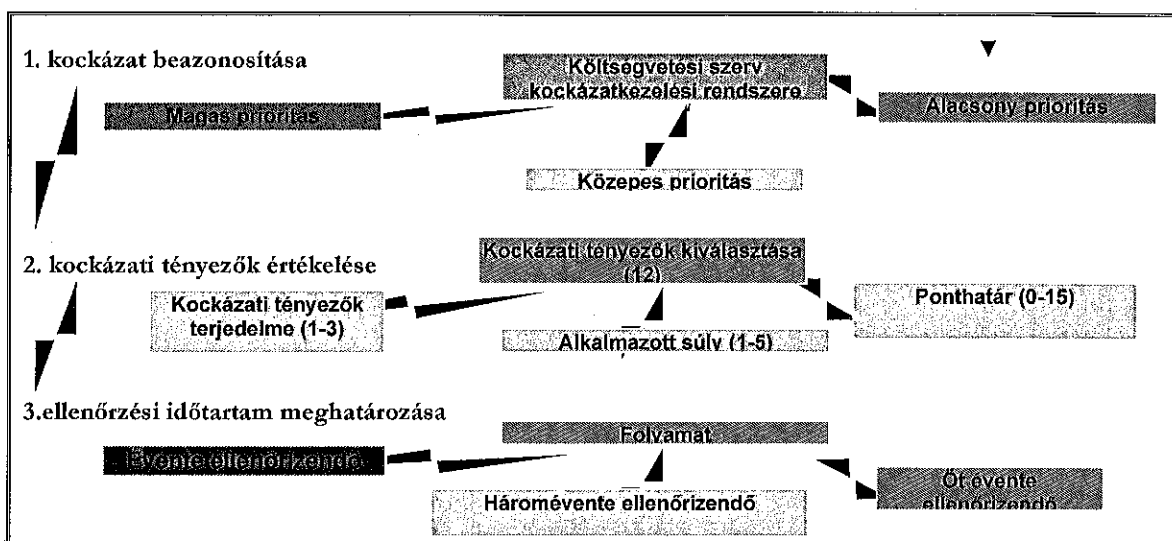 1. kockázat beazonosítása
Költségvetési szerv
kockázatkezelési rendszere
Magas prioritás
Alacsony prioritás
Közepes prioritás
2. kockázati tényezők értékelése
Kockázati tényezők kiválasztása
(12)
Kockázati tényezők
terjedelme (1-3)
Ponthatár (0-15)
Alkalmazott súly (1-5)
3.ellenőrzési időtartam meghatározása
Folyamat
Évente ellenőrizendő
Háromévente ellenőrizendő
Öt évente
ellenőrizendő